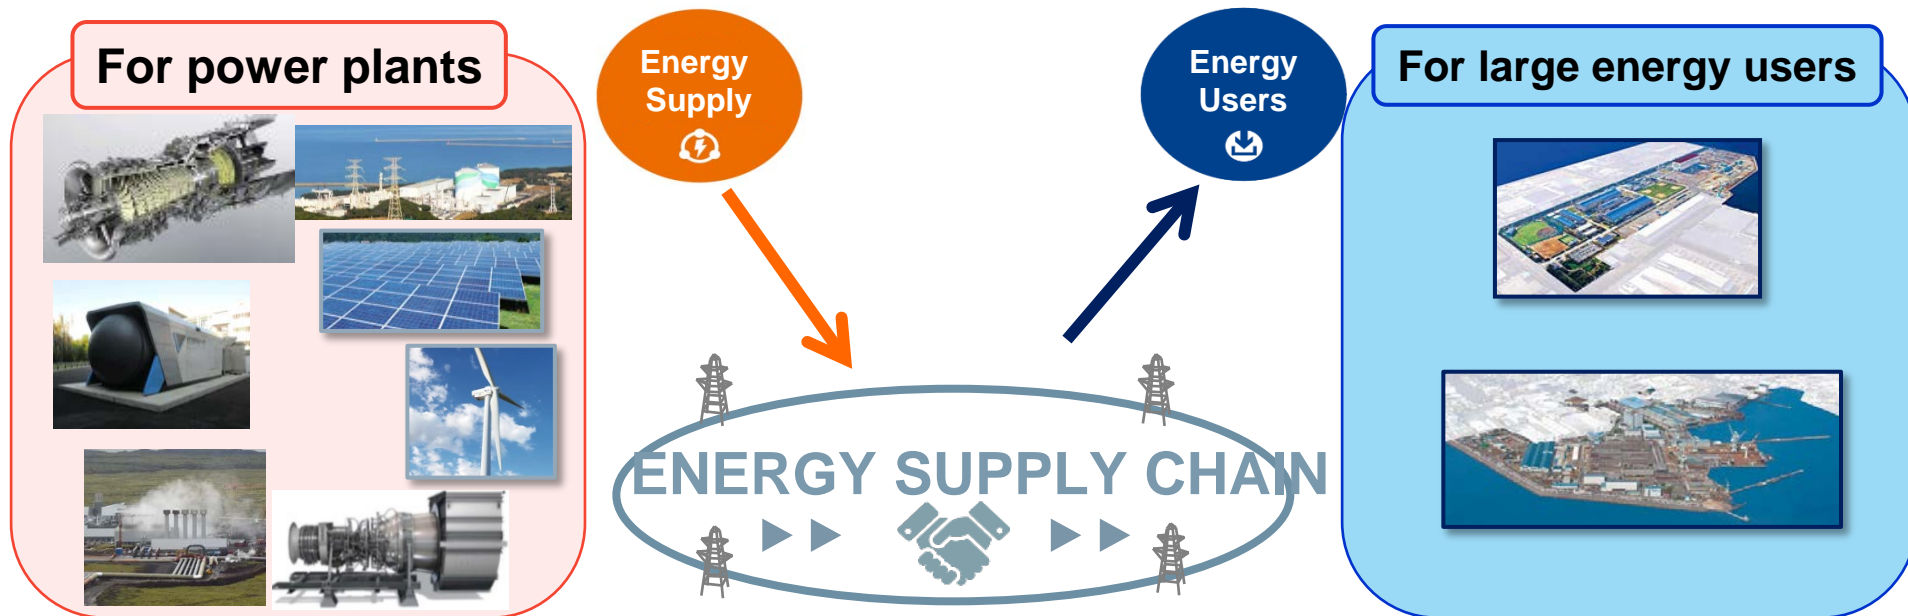 For power plants
Energy
Supply
Energy
Users
For large energy users
ENERGY SUPPLY CHAIN